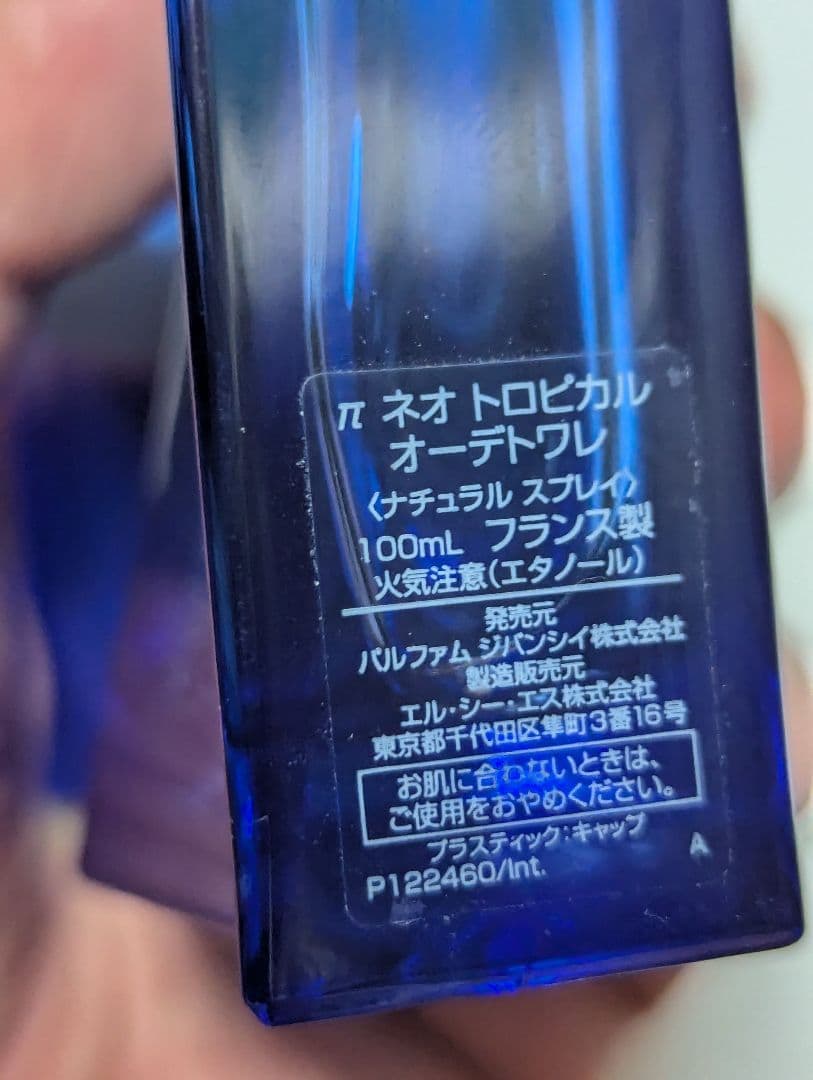 π ネオ トロピカル
オーデトワレ
〈ナチュラル スプレイ〉
100mL フランス製
火気注意(エタノール)
発売元
パルファム ジバンシイ株式会社
製造販売元
エル・シー・エス株式会社
東京都千代田区隼町3番16号
お肌に合わないときは、
ご使用をおやめください。
プラスティック:キャップ
A
P122460/Int.